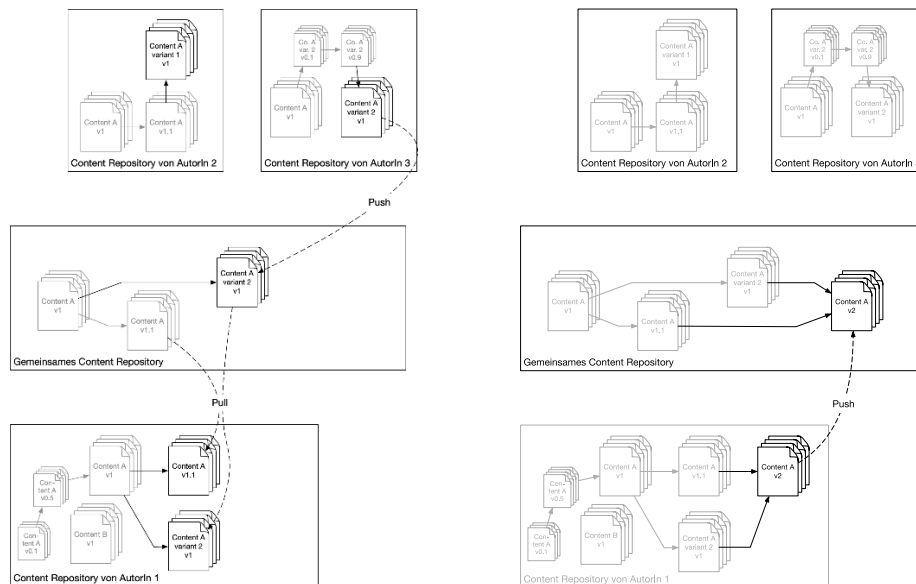 Content A
variant 1
v1
Content A
v1
Content A
v1.1
Content Repository von AutorIn 2
Co. A
var. 2
v0.1
Co. A
var. 2
v0.9
Content A
v1
Content A
variant 2
v1
Content Repository von AutorIn 3
Push
Content A
v1
Content A
v1.1
Content A
variant 2
v1
Gemeinsames Content Repository
Pull
Con-
tent A
v0.1
Con-
tent A
v0.5
Content A
v1
Content B
v1
Content A
v1.1
Content A
variant 2
v1
Content Repository von AutorIn 1
Content A
variant 1
v1
Content A
v1
Content A
v1.1
Content Repository von AutorIn 2
Co. A
var. 2
v0.1
Co. A
var. 2
v0.9
Content A
v1
Content A
variant 2
v1
Content Repository von AutorIn
Content A
v1
Content A
v1.1
Content A
variant 2
v1
Content A
v2
Gemeinsames Content Repository
Push
Con-
tent A
v0.1
Con-
tent A
v0.5
Content A
v1
Content B
v1
Content A
v1.1
Content A
variant 2
v1
Content A
v2
Content Repository von AutorIn 1